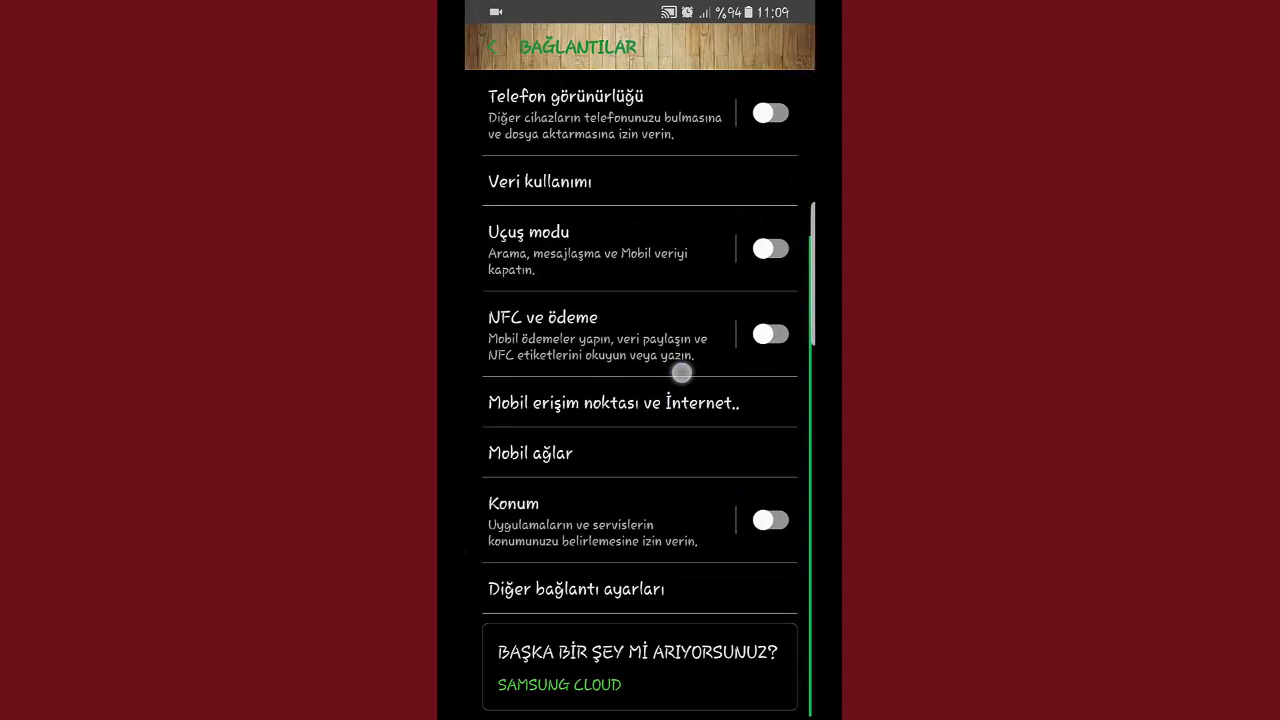 %94 11:09
BAĞLANTILAR
Telefon görünürlüğü
Diğer cihazların telefonunuzu bulmasına
ve dosya aktarmasına izin verin.
Veri kullanımı
Uçuş modu
Arama, mesajlaşma ve Mobil veriyi
kapatın.
NFC ve ödeme
Mobil ödemeler yapın, veri paylaşın ve
NFC etiketlerini okuyun veya yazın.
Mobil erişim noktası ve İnternet..
Mobil ağlar
Konum
Uygulamaların ve servislerin
konumunuzu belirlemesine izin verin.
Diğer bağlantı ayarları
BAŞKA BİR ŞEY Mİ ARIYORSUNUZ?
SAMSUNG CLOUD